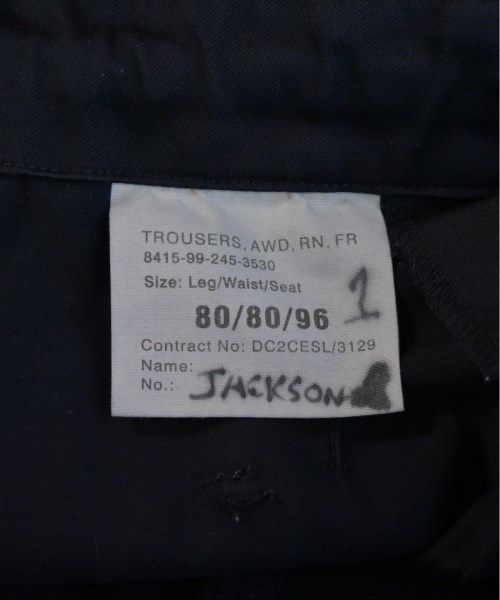 TROUSERS, AWD, RN, FR
8415-99-245-3530
Size: Leg/Waist/Seat
80/80/96 1
Contract No: DC2CESL/3129
Name:
No.: JACKSON